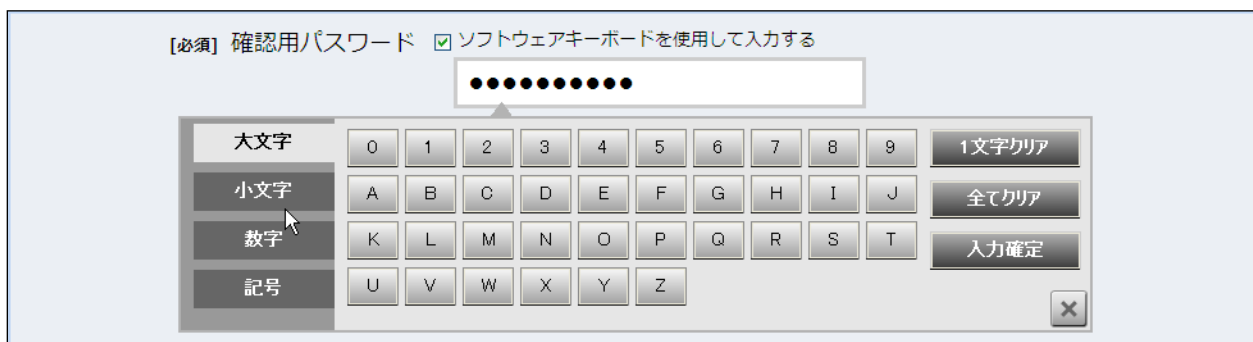 [必須] 確認用パスワード ソフトウェアキーボードを使用して入力する
●●●●●●●●●●
大文字 0 1 2 3 4 5 6 7 8 9 1文字クリア
小文字 A B C D E F G H I J 全てクリア
数字 K L M N O P Q R S T 入力確定
記号 U V W X Y Z